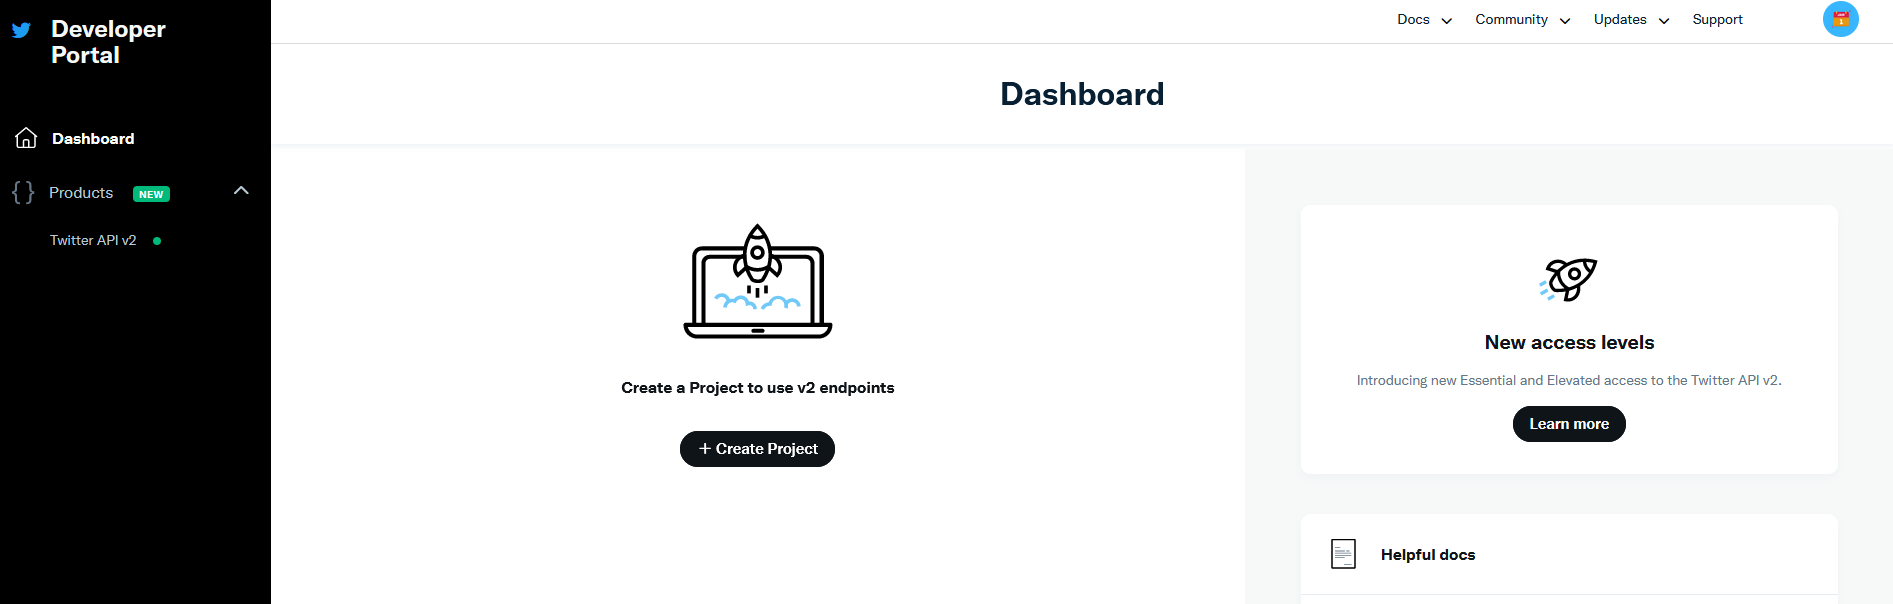 Developer
Portal
Docs
Community
Updates
Support
Dashboard
Dashboard
Products
NEW
Twitter API v2
Create a Project to use v2 endpoints
+ Create Project
New access levels
Introducing new Essential and Elevated access to the Twitter API v2.
Learn more
Helpful docs